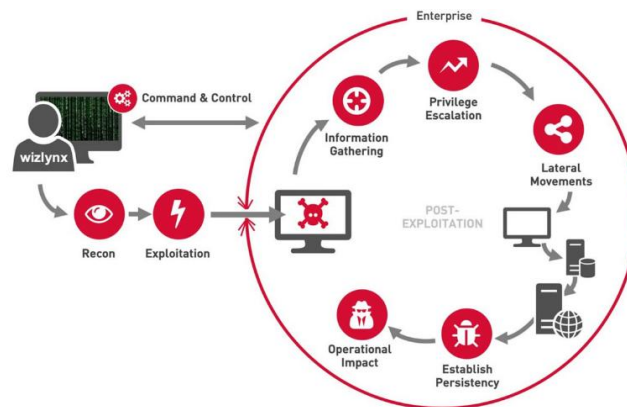 Enterprise
Command & Control
wizlynx
Recon
Exploitation
Information
Gathering
Privilege
Escalation
Lateral
Movements
POST-
EXPLOITATION
Establish
Persistency
Operational
Impact